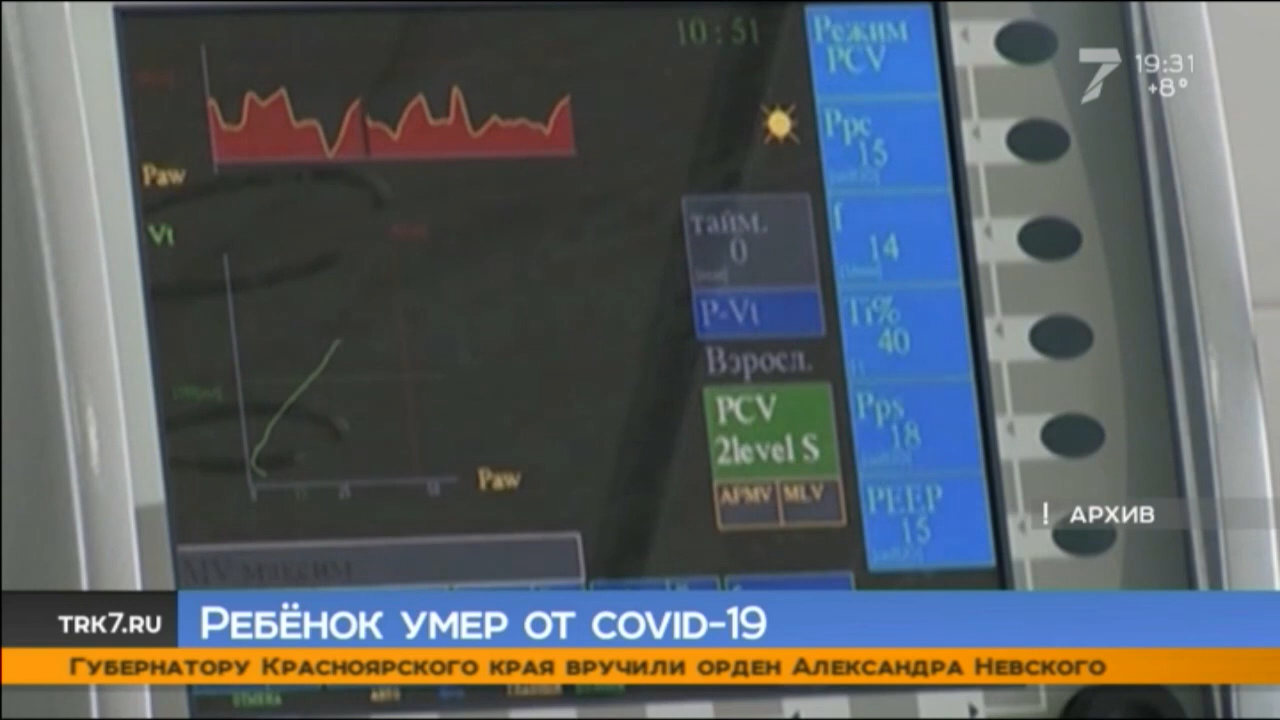 10:51
Режим
PCV
7 19:31
+8°
Ppc
15
Paw
Vt
тайм.
0
f
14
P-Vt
Ti%
40
Взросл.
PCV
2level S
Pps
18
APMV MLV
Paw
PEEP
15
! АРХИВ
MV максим
TRK7.RU
РЕБЁНОК УМЕР ОТ COVID-19
ГУБЕРНАТОРУ КРАСНОЯРСКОГО КРАЯ ВРУЧИЛИ ОРДЕН АЛЕКСАНДРА НЕВСКОГО